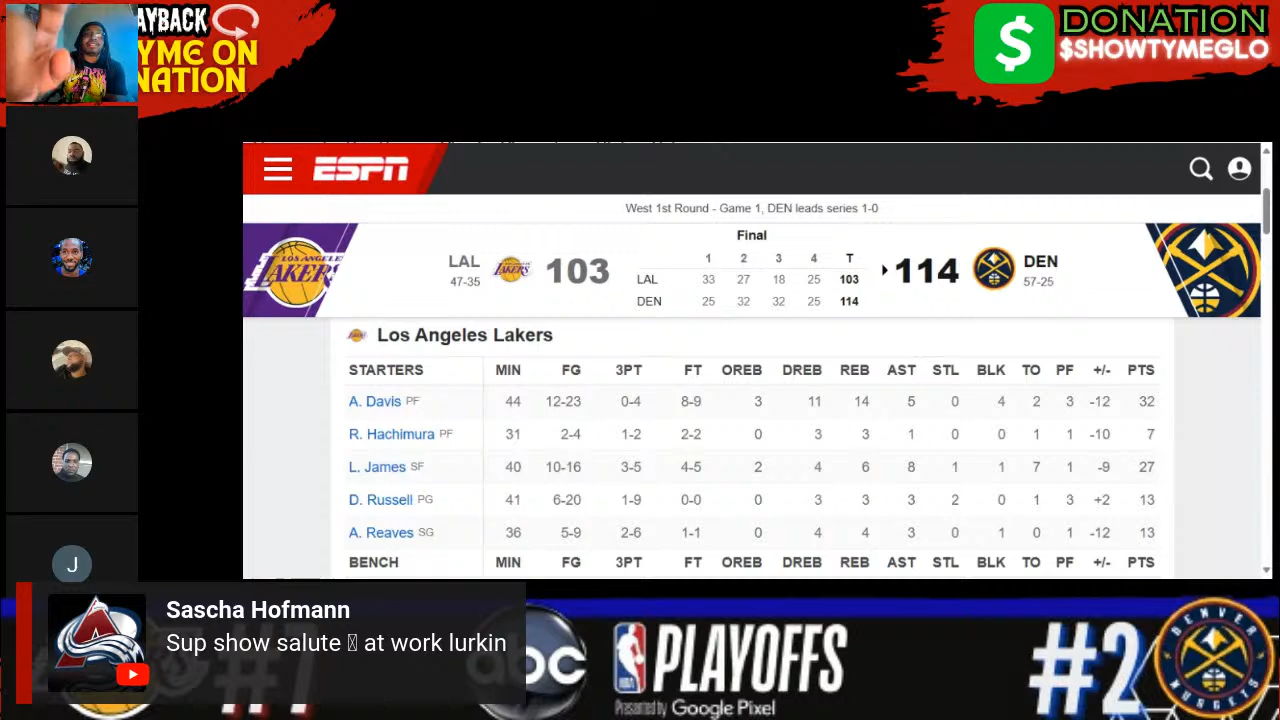 AYBACK
YME ON
NATION
DONATION
$SHOWTYMEGLO
ESPN
West 1st Round - Game 1, DEN leads series 1-0
LOS ANGELES
LAKERS
LAL
47-35
LAKERS
103
Final
1 2 3 4 T
LAL 33 27 18 25 103
DEN 25 32 32 25 114
114
DEN
57-25
Los Angeles Lakers
STARTERS MIN FG 3PT FT OREB DREB REB AST STL BLK TO PF +/- PTS
A. Davis PF 44 12-23 0-4 8-9 3 11 14 5 0 4 2 3 -12 32
R. Hachimura PF 31 2-4 1-2 2-2 0 3 3 1 0 0 1 1 -10 7
L. James SF 40 10-16 3-5 4-5 2 4 6 8 1 1 7 1 -9 27
D. Russell PG 41 6-20 1-9 0-0 0 3 3 3 2 0 1 3 +2 13
A. Reaves SG 36 5-9 2-6 1-1 0 4 4 3 0 1 0 1 -12 13
BENCH MIN FG 3PT FT OREB DREB REB AST STL BLK TO PF +/- PTS
J
Sascha Hofmann
Sup show salute at work lurkin
#7
abc
NBA
PLAYOFFS
Presented by Google Pixel
#2
DENVER
NUGGETS